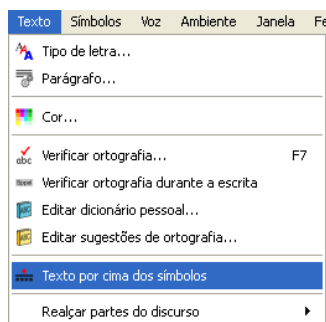 Texto Símbolos Voz Ambiente Janela Fe
Tipo de letra...
Parágrafo...
Cor...
Verificar ortografia... F7
Verificar ortografia durante a escrita
Editar dicionário pessoal...
Editar sugestões de ortografia...
Texto por cima dos símbolos
Realçar partes do discurso